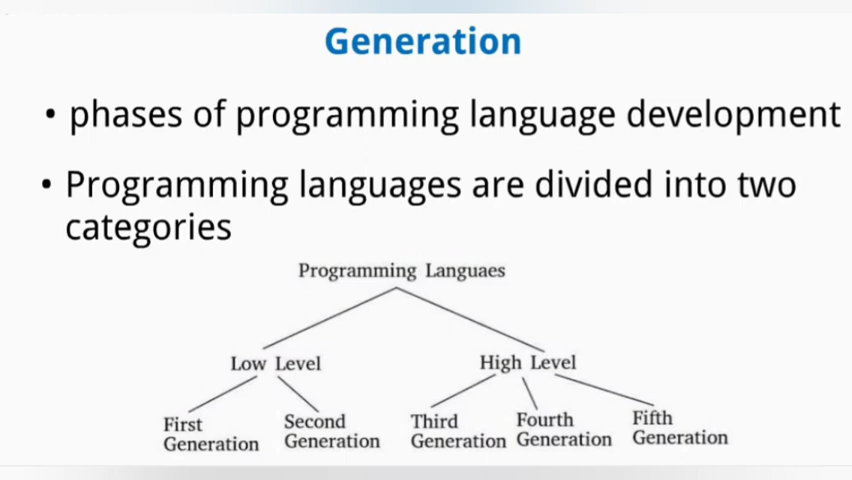 Generation
• phases of programming language development
• Programming languages are divided into two
categories
Programming Languaes
Low Level High Level
First Second Third Fourth Fifth
Generation Generation Generation Generation Generation